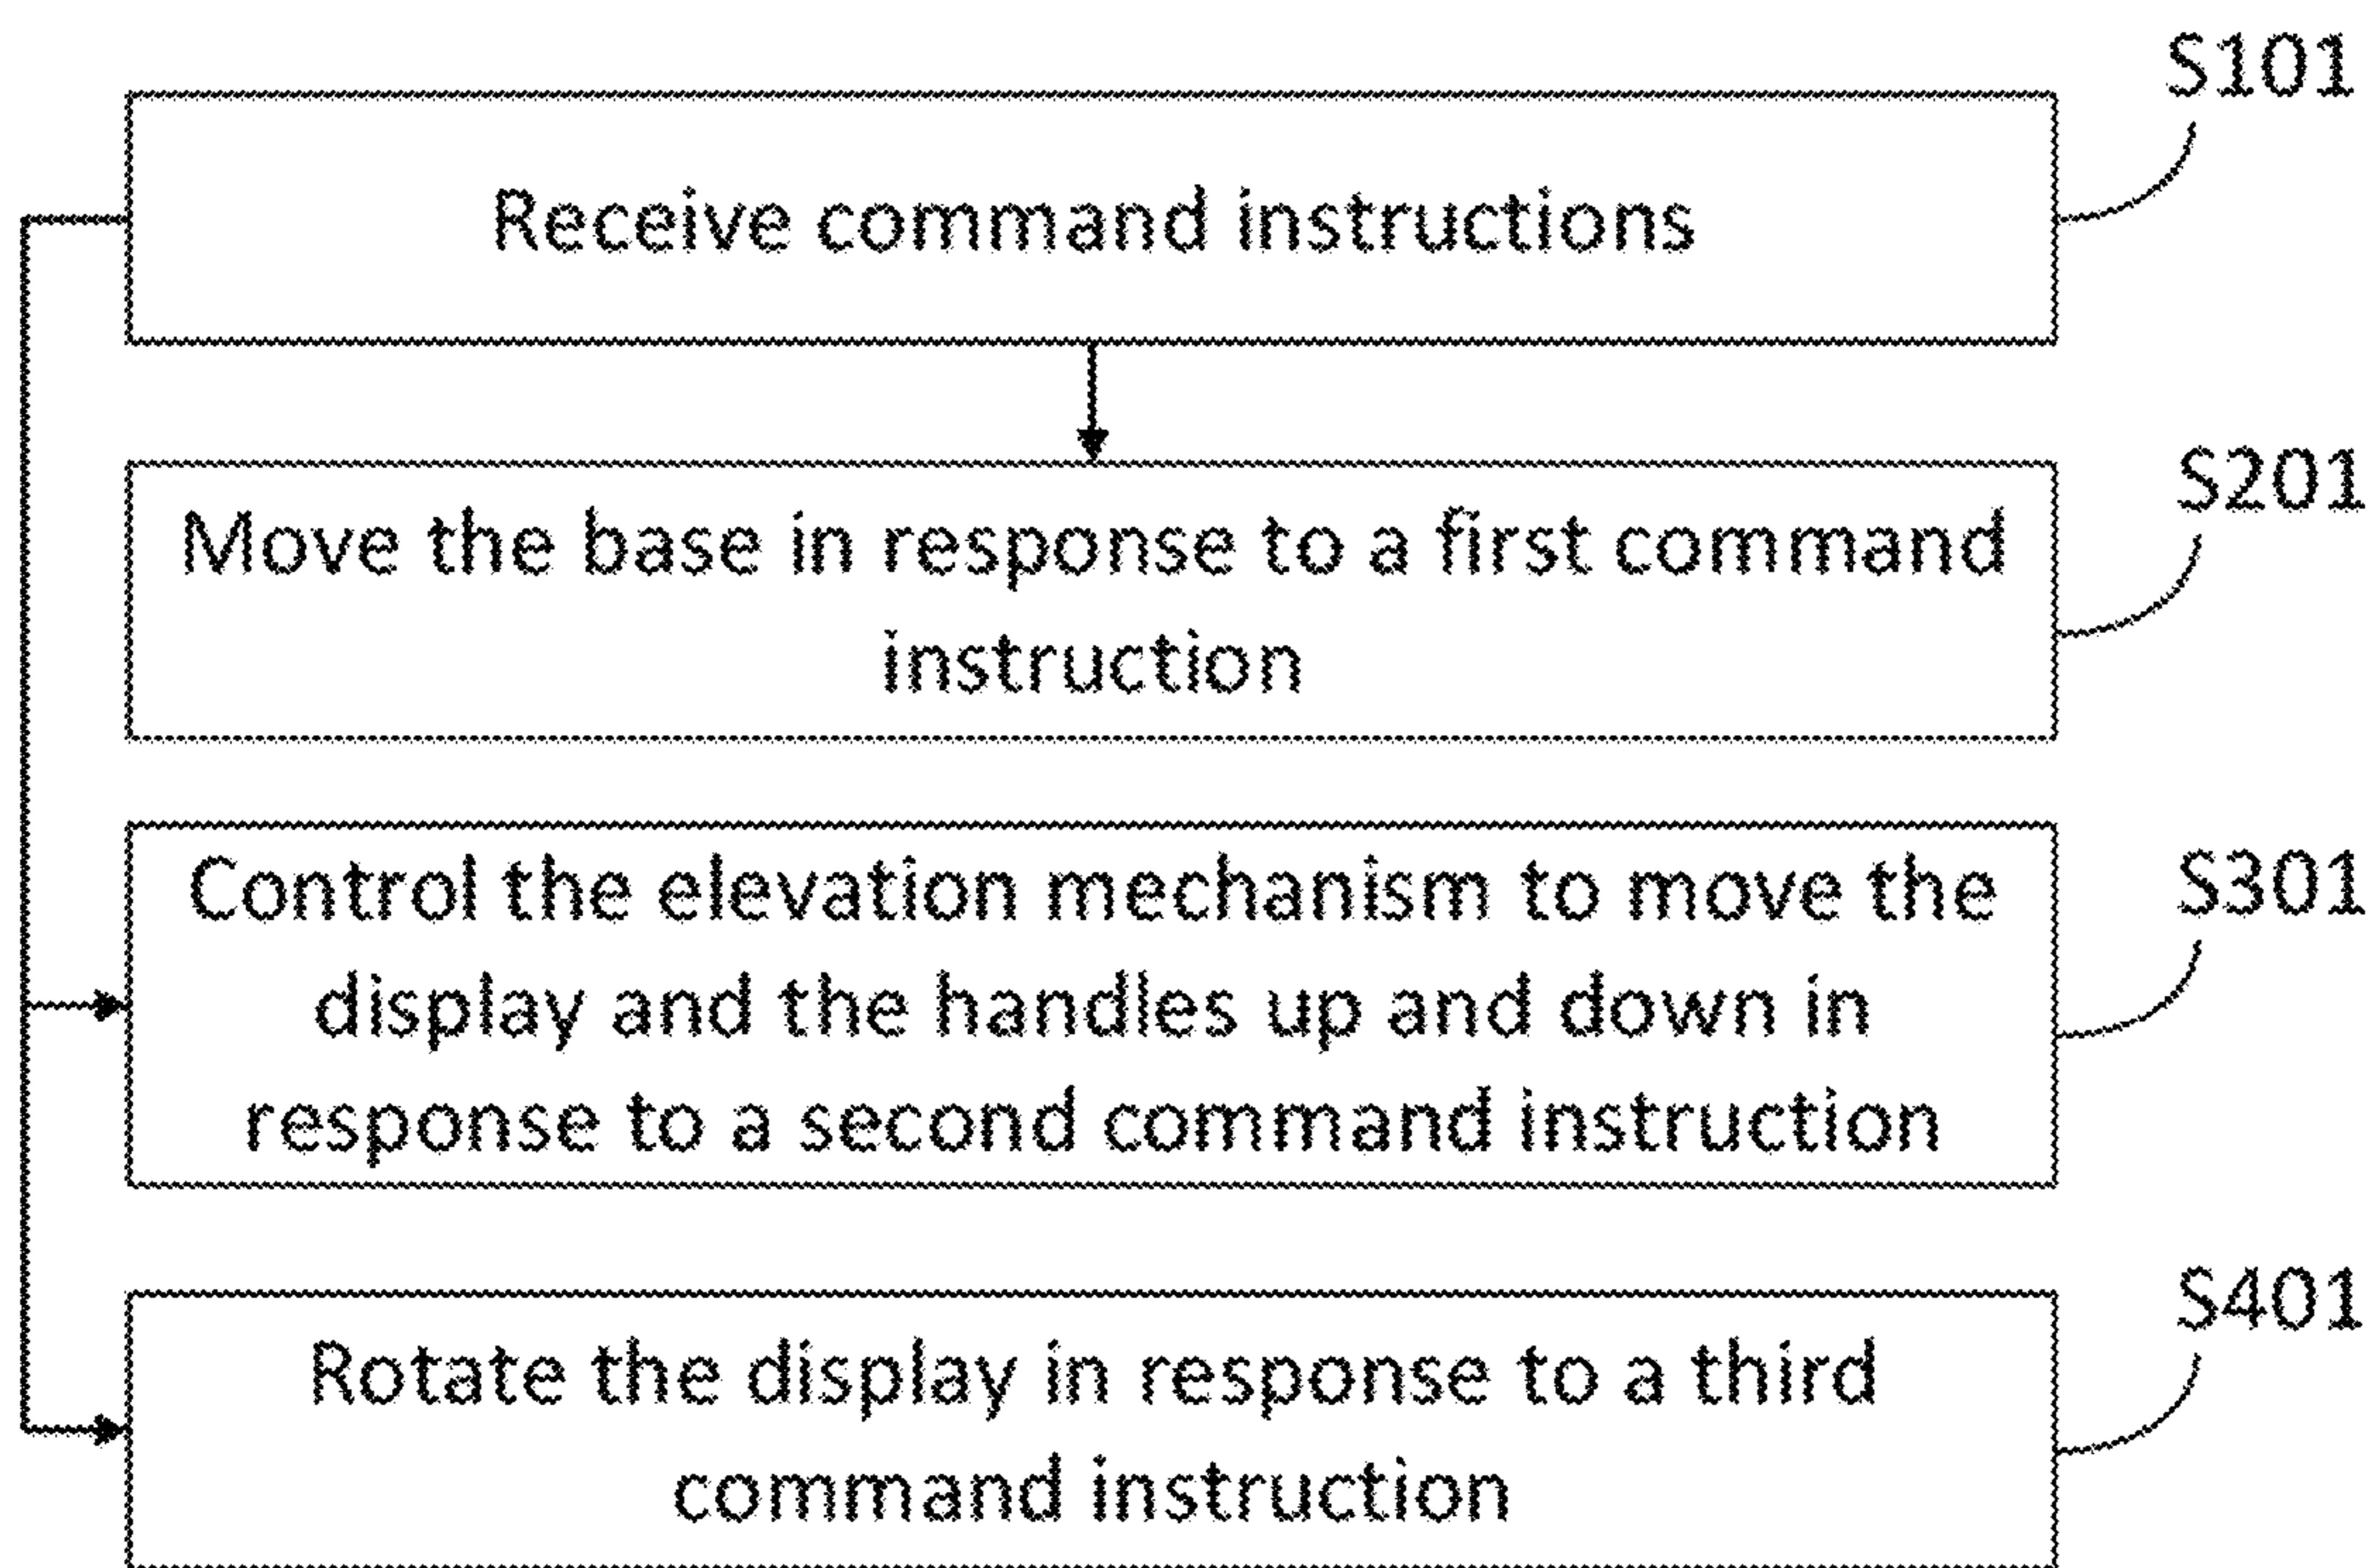 S101
Receive command instructions
S201
Move the base in response to a first command
instruction
S301
Control the elevation mechanism to move the
display and the handles up and down in
response to a second command instruction
S401
Rotate the display in response to a third
command instruction